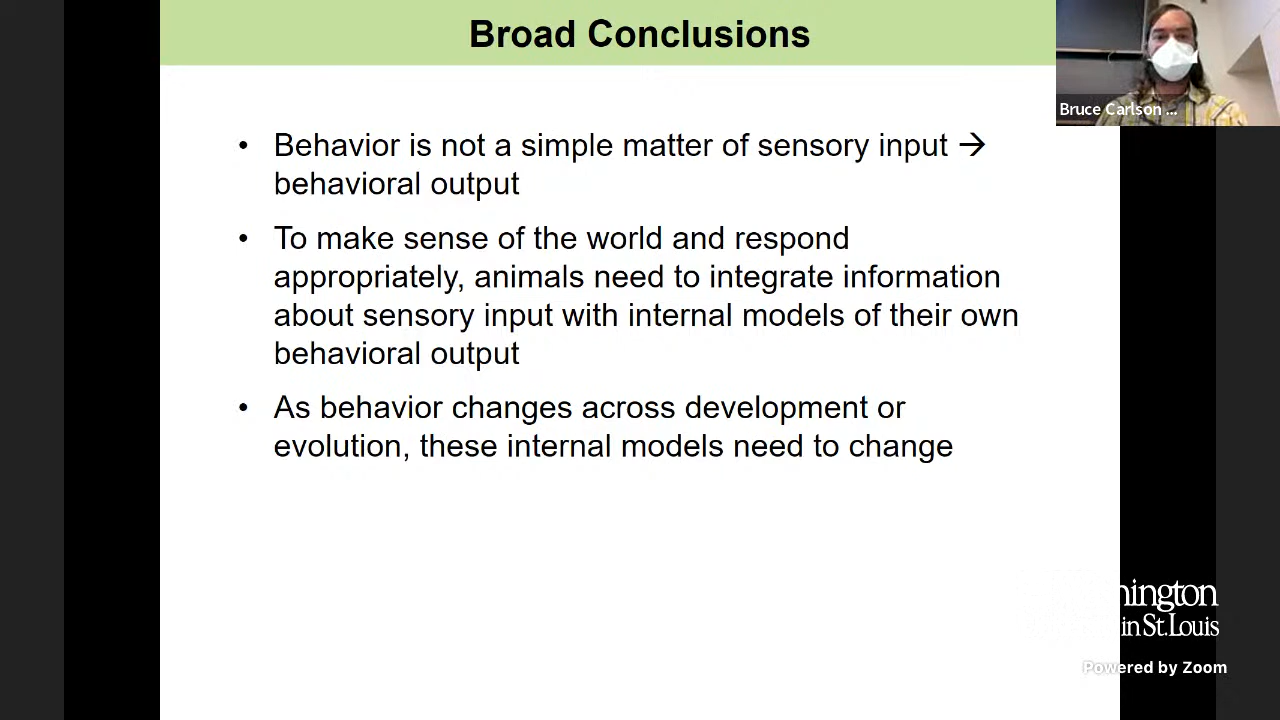 Broad Conclusions
Bruce Carlson ...
• Behavior is not a simple matter of sensory input →
behavioral output
• To make sense of the world and respond
appropriately, animals need to integrate information
about sensory input with internal models of their own
behavioral output
• As behavior changes across development or
evolution, these internal models need to change
in St. Louis
Powered by Zoom